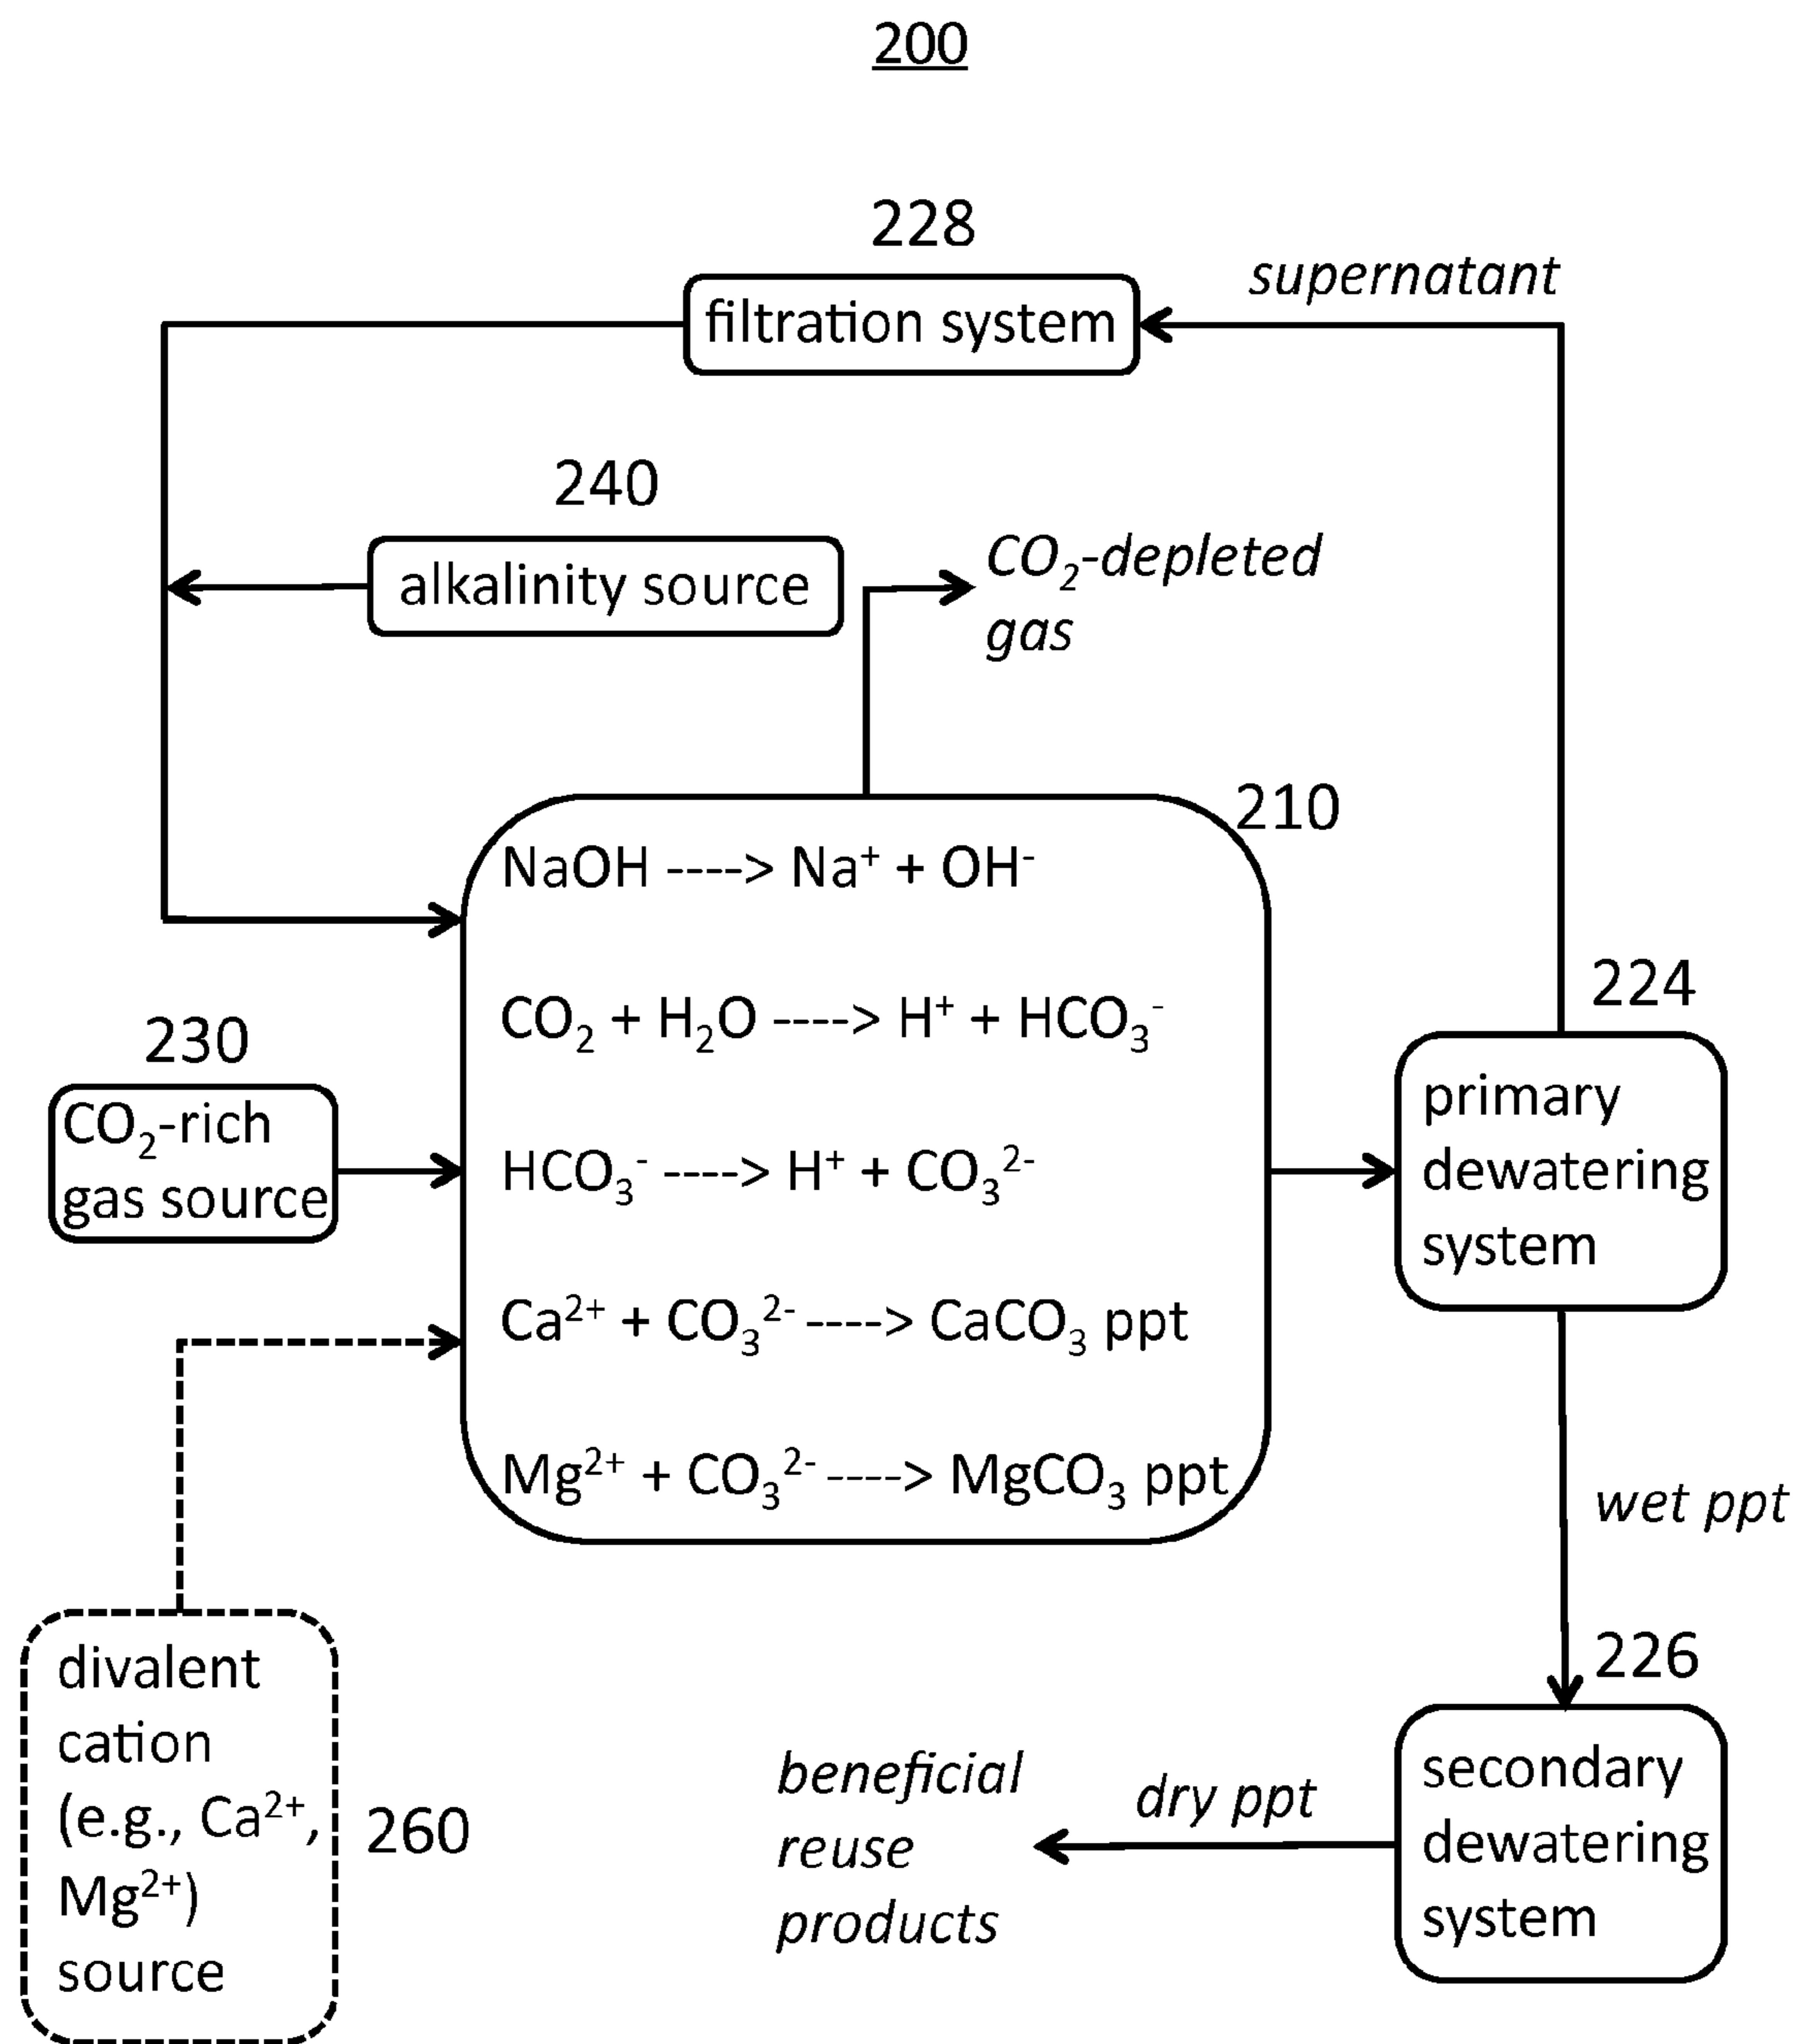 200
228
filtration system
supernatant
240
alkalinity source
CO₂-depleted
gas
210
NaOH ----> Na⁺ + OH⁻
CO₂ + H₂O ----> H⁺ + HCO₃⁻
HCO₃⁻ ----> H⁺ + CO₃²⁻
Ca²⁺ + CO₃²⁻ ----> CaCO₃ ppt
Mg²⁺ + CO₃²⁻ ----> MgCO₃ ppt
230
CO₂-rich
gas source
224
primary
dewatering
system
wet ppt
226
secondary
dewatering
system
dry ppt
beneficial
reuse
products
divalent
cation
(e.g., Ca²⁺,
Mg²⁺)
source
260